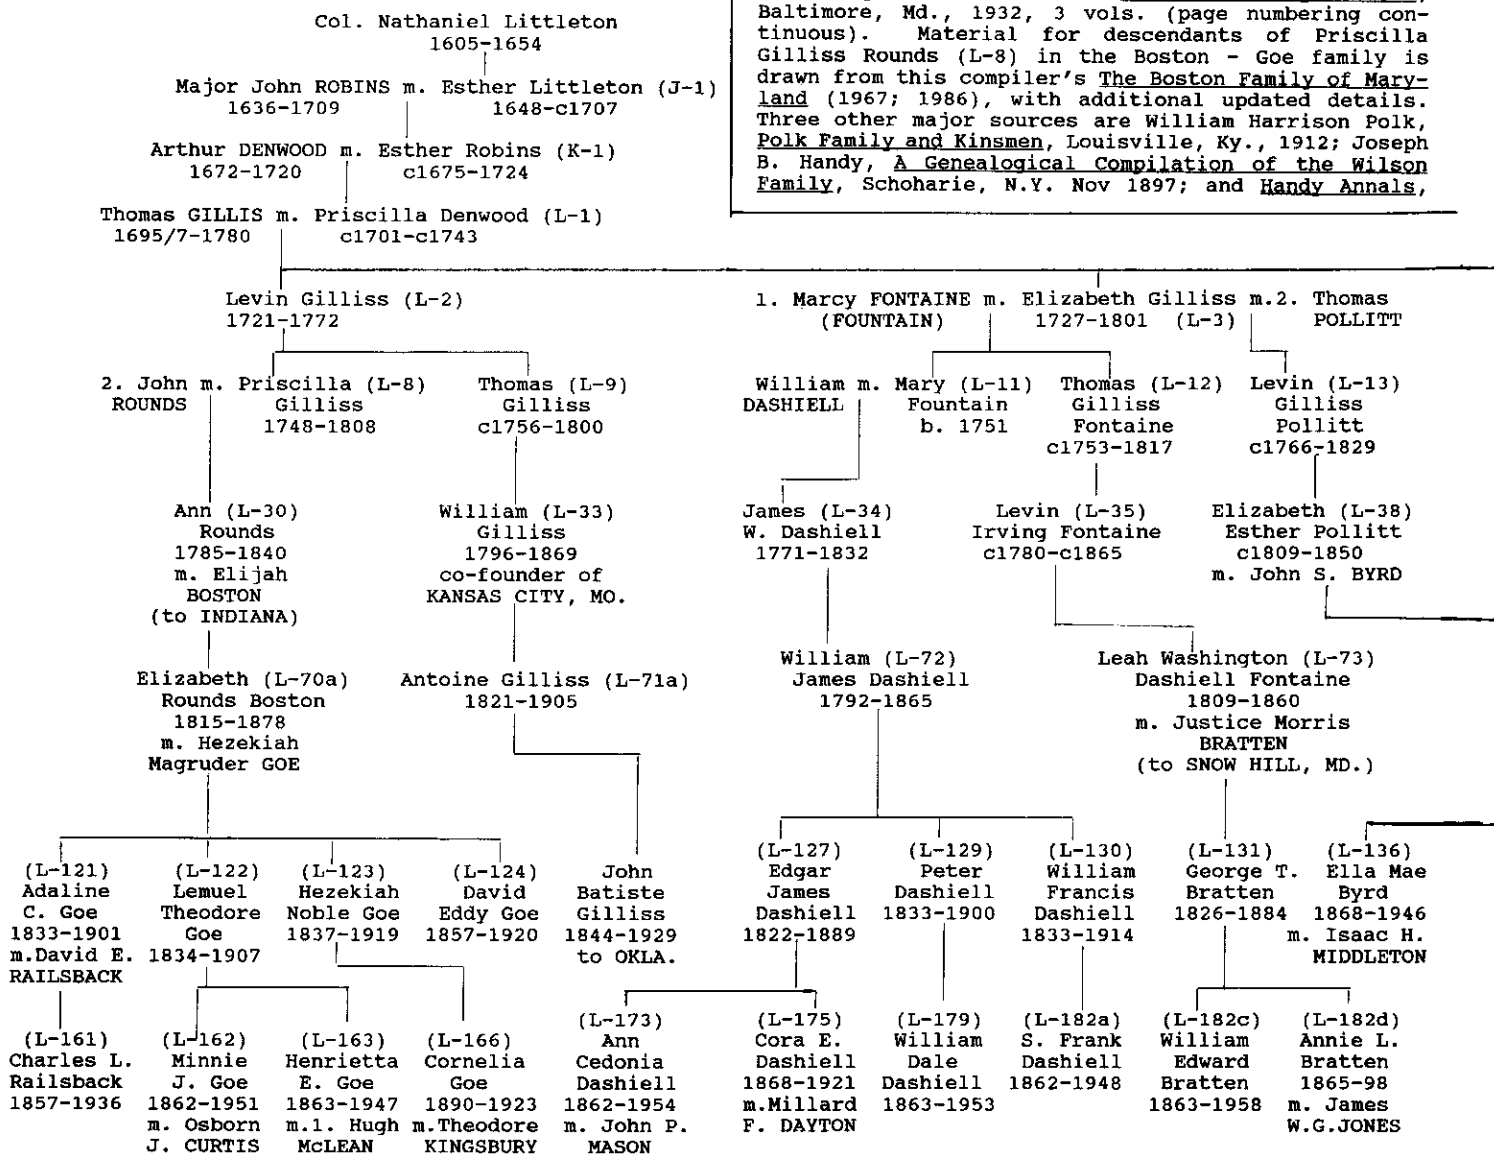 Col. Nathaniel Littleton
1605-1654
Major John ROBINS m. Esther Littleton (J-1)
1636-1709 1648-c1707
Arthur DENWOOD m. Esther Robins (K-1)
1672-1720 c1675-1724
Thomas GILLIS m. Priscilla Denwood (L-1)
1695/7-1780 c1701-c1743
Baltimore, Md., 1932, 3 vols. (page numbering con-
tinuous). Material for descendants of Priscilla
Gilliss Rounds (L-8) in the Boston - Goe family is
drawn from this compiler's The Boston Family of Mary-
land (1967; 1986), with additional updated details.
Three other major sources are William Harrison Polk,
Polk Family and Kinsmen, Louisville, Ky., 1912; Joseph
B. Handy, A Genealogical Compilation of the Wilson
Family, Schoharie, N.Y. Nov 1897; and Handy Annals,
Levin Gilliss (L-2)
1721-1772
1. Marcy FONTAINE m. Elizabeth Gilliss m.2. Thomas
(FOUNTAIN) 1727-1801 (L-3) POLLITT
2. John m. Priscilla (L-8)
ROUNDS Gilliss
1748-1808
Thomas (L-9)
Gilliss
c1756-1800
William m. Mary (L-11)
DASHIELL Fountain
b. 1751
Thomas (L-12)
Gilliss
Fontaine
c1753-1817
Levin (L-13)
Gilliss
Pollitt
c1766-1829
Ann (L-30)
Rounds
1785-1840
m. Elijah
BOSTON
(to INDIANA)
William (L-33)
Gilliss
1796-1869
co-founder of
KANSAS CITY, MO.
James (L-34)
W. Dashiell
1771-1832
Levin (L-35)
Irving Fontaine
c1780-c1865
Elizabeth (L-38)
Esther Pollitt
c1809-1850
m. John S. BYRD
Elizabeth (L-70a)
Rounds Boston
1815-1878
m. Hezekiah
Magruder GOE
Antoine Gilliss (L-71a)
1821-1905
William (L-72)
James Dashiell
1792-1865
Leah Washington (L-73)
Dashiell Fontaine
1809-1860
m. Justice Morris
BRATTEN
(to SNOW HILL, MD.)
(L-121)
Adaline
C. Goe
1833-1901
m.David E.
RAILSBACK
(L-122)
Lemuel
Theodore
Goe
1834-1907
(L-123)
Hezekiah
Noble Goe
1837-1919
(L-124)
David
Eddy Goe
1857-1920
John
Batiste
Gilliss
1844-1929
to OKLA.
(L-127)
Edgar
James
Dashiell
1822-1889
(L-129)
Peter
Dashiell
1833-1900
(L-130)
William
Francis
Dashiell
1833-1914
(L-131)
George T.
Bratten
1826-1884
(L-136)
Ella Mae
Byrd
1868-1946
m. Isaac H.
MIDDLETON
(L-161)
Charles L.
Railsback
1857-1936
(L-162)
Minnie
J. Goe
1862-1951
m. Osborn
J. CURTIS
(L-163)
Henrietta
E. Goe
1863-1947
m.1. Hugh
McLEAN
(L-166)
Cornelia
Goe
1890-1923
m.Theodore
KINGSBURY
(L-173)
Ann
Cedonia
Dashiell
1862-1954
m. John P.
MASON
(L-175)
Cora E.
Dashiell
1868-1921
m.Millard
F. DAYTON
(L-179)
William
Dale
Dashiell
1863-1953
(L-182a)
S. Frank
Dashiell
1862-1948
(L-182c)
William
Edward
Bratten
1863-1958
(L-182d)
Annie L.
Bratten
1865-98
m. James
W.G.JONES